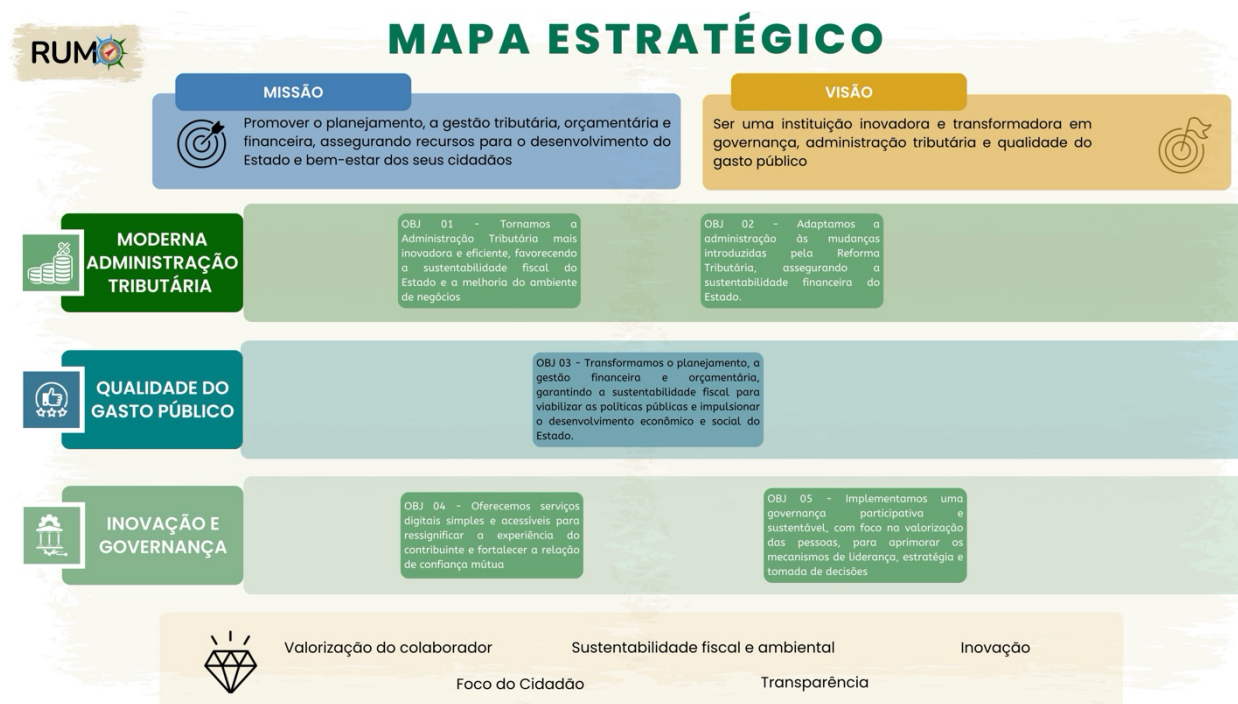 RUMO
MAPA ESTRATÉGICO
MISSÃO
Promover o planejamento, a gestão tributária, orçamentária e
financeira, assegurando recursos para o desenvolvimento do
Estado e bem-estar dos seus cidadãos
VISÃO
Ser uma instituição inovadora e transformadora em
governança, administração tributária e qualidade do
gasto público
MODERNA
ADMINISTRAÇÃO
TRIBUTÁRIA
OBJ 01 - Tornamos a
Administração Tributária mais
inovadora e eficiente, favorecendo
a sustentabilidade fiscal do
Estado e a melhoria do ambiente
de negócios
OBJ 02 - Adaptamos a
administração às mudanças
introduzidas pela Reforma
Tributária, assegurando a
sustentabilidade financeira do
Estado.
QUALIDADE DO
GASTO PÚBLICO
OBJ 03 - Transformamos o planejamento, a
gestão financeira e orçamentária,
garantindo a sustentabilidade fiscal para
viabilizar as políticas públicas e impulsionar
o desenvolvimento econômico e social do
Estado.
INOVAÇÃO E
GOVERNANÇA
OBJ 04 - Oferecemos serviços
digitais simples e acessíveis para
ressignificar a experiência do
contribuinte e fortalecer a relação
de confiança mútua
OBJ 05 - Implementamos uma
governança participativa e
sustentável, com foco na valorização
das pessoas, para aprimorar os
mecanismos de liderança, estratégia e
tomada de decisões
Valorização do colaborador
Sustentabilidade fiscal e ambiental
Inovação
Foco do Cidadão
Transparência